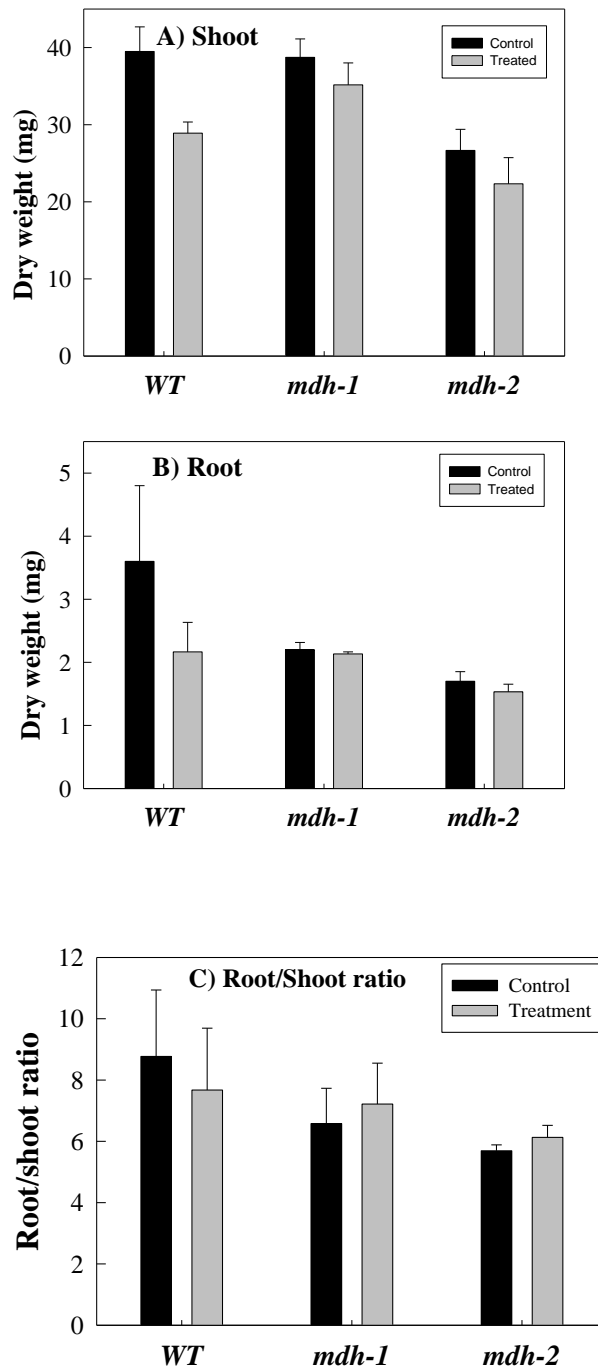 A) Shoot
Control
Treated
Dry weight (mg)
40
30
20
10
0
WT mdh-1 mdh-2
B) Root
Control
Treated
Dry weight (mg)
5
4
3
2
1
0
WT mdh-1 mdh-2
C) Root/Shoot ratio
Control
Treatment
Root/shoot ratio
12
10
8
6
4
2
0
WT mdh-1 mdh-2